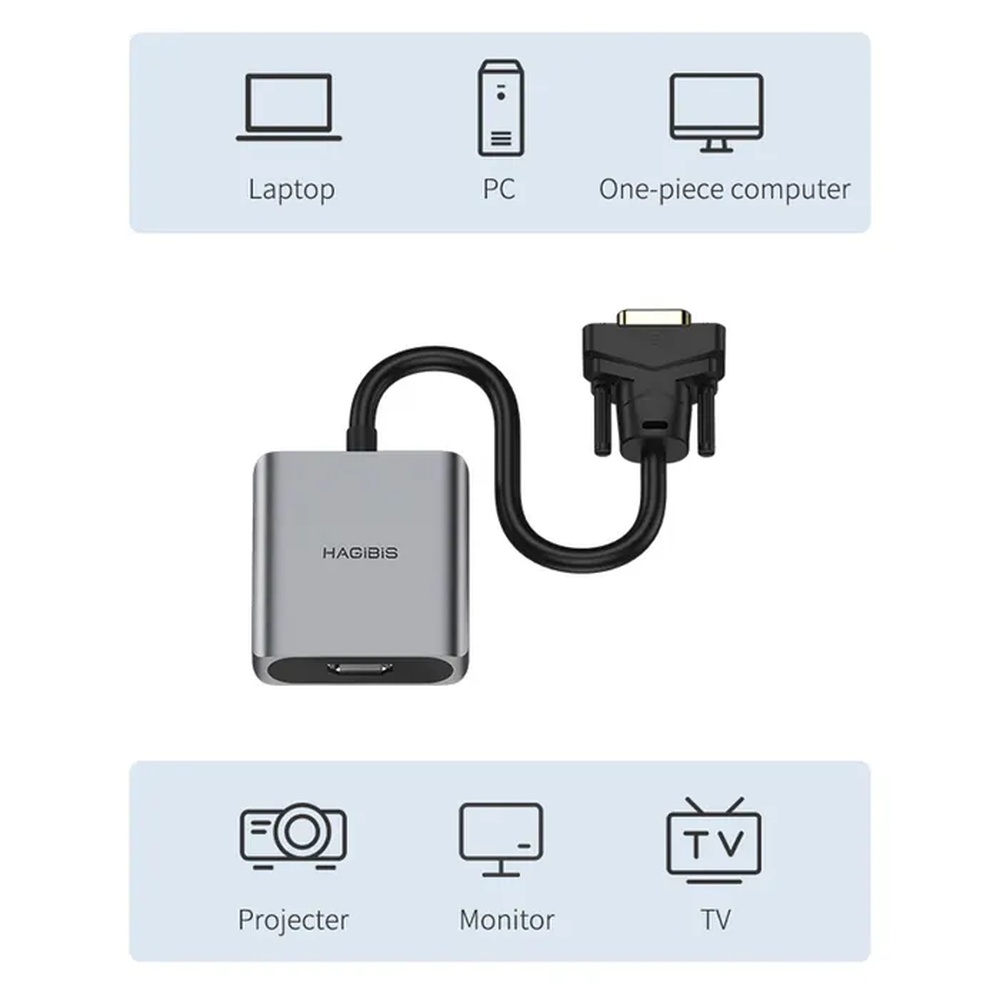 Laptop
PC
One-piece computer
HAGiBiS
Projecter
Monitor
TV
TV